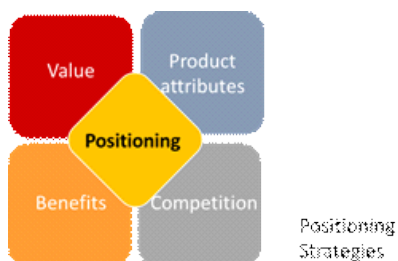 Value
Product
attributes
Positioning
Benefits
Competition
Positioning
Strategies